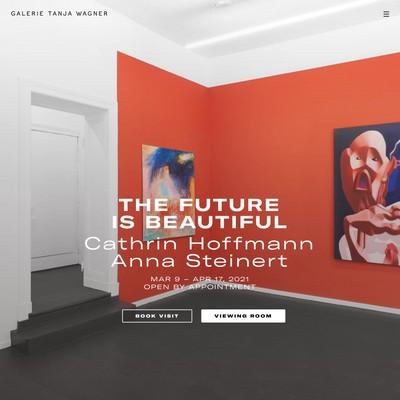 GALERIE TANJA WAGNER
THE FUTURE
IS BEAUTIFUL
Cathrin Hoffmann
Anna Steinert
MAR 9 – APR 17, 2021
OPEN BY APPOINTMENT
BOOK VISIT
VIEWING ROOM